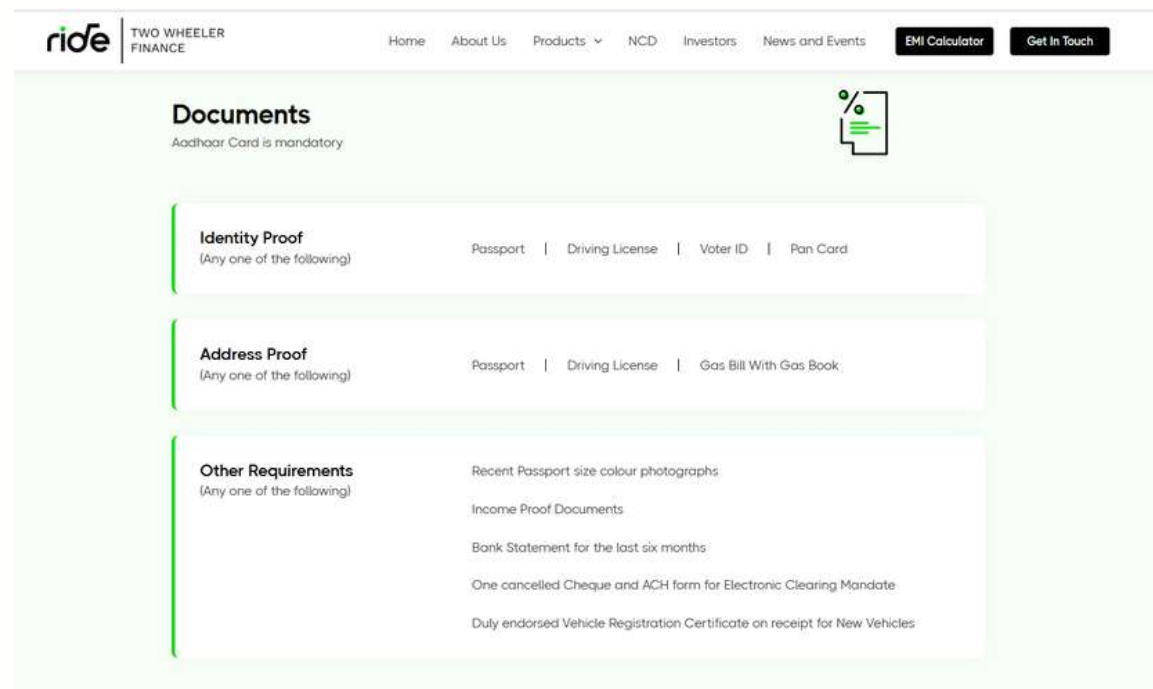 ride
TWO WHEELER
FINANCE
Home About Us Products NCD Investors News and Events EMI Calculator Get In Touch
Documents
Aadhaar Card is mandatory
%
Identity Proof
(Any one of the following)
Passport | Driving License | Voter ID | Pan Card
Address Proof
(Any one of the following)
Passport | Driving License | Gas Bill With Gas Book
Other Requirements
(Any one of the following)
Recent Passport size colour photographs
Income Proof Documents
Bank Statement for the last six months
One cancelled Cheque and ACH form for Electronic Clearing Mandate
Duly endorsed Vehicle Registration Certificate on receipt for New Vehicles